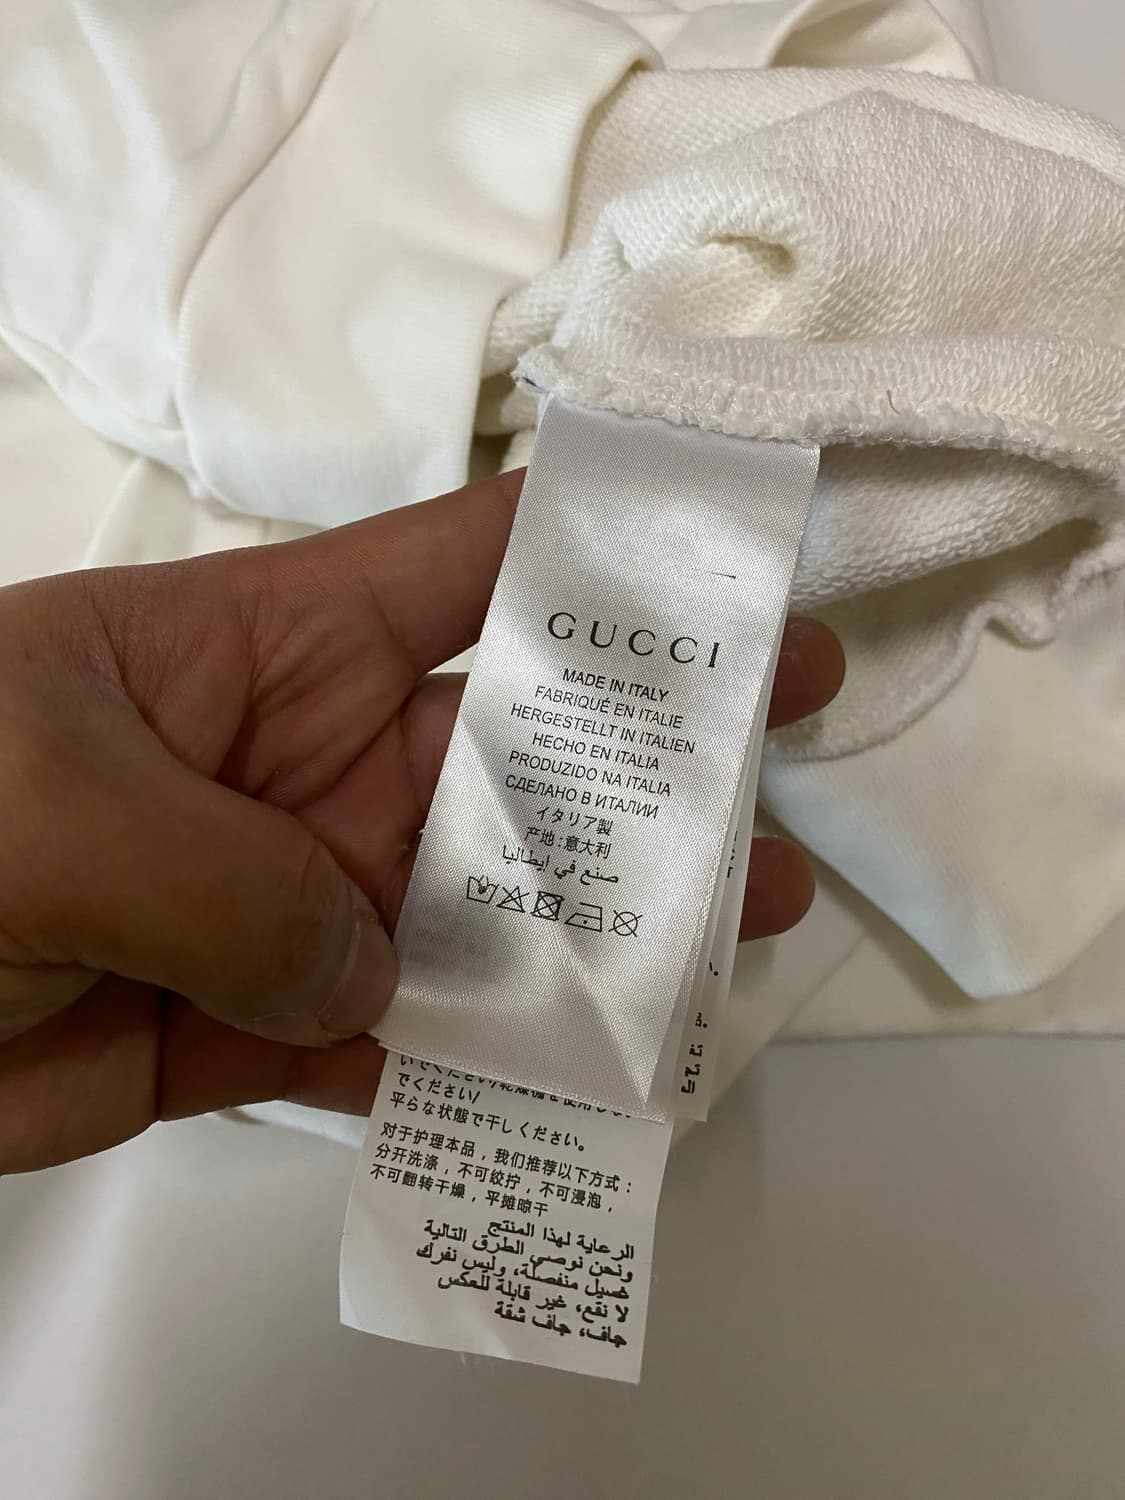 GUCCI
MADE IN ITALY
FABRIQUÉ EN ITALIE
HERGESTELLT IN ITALIEN
HECHO EN ITALIA
PRODUZIDO NA ITALIA
СДЕЛАНО В ИТАЛИИ
イタリア製
产地:意大利
صنع في إيطاليا
でください/
平らな状態で干しください。
对于护理本品，我们推荐以下方式：
分开洗涤，不可绞拧，不可浸泡，
不可翻转干燥，平摊晾干
الرعاية لهذا المنتج
ونحن نوصي الطرق التالية
غسيل منفصلة، وليس نفرك
لا نقع، غير قابلة للعكس
جاف، جاف شقة